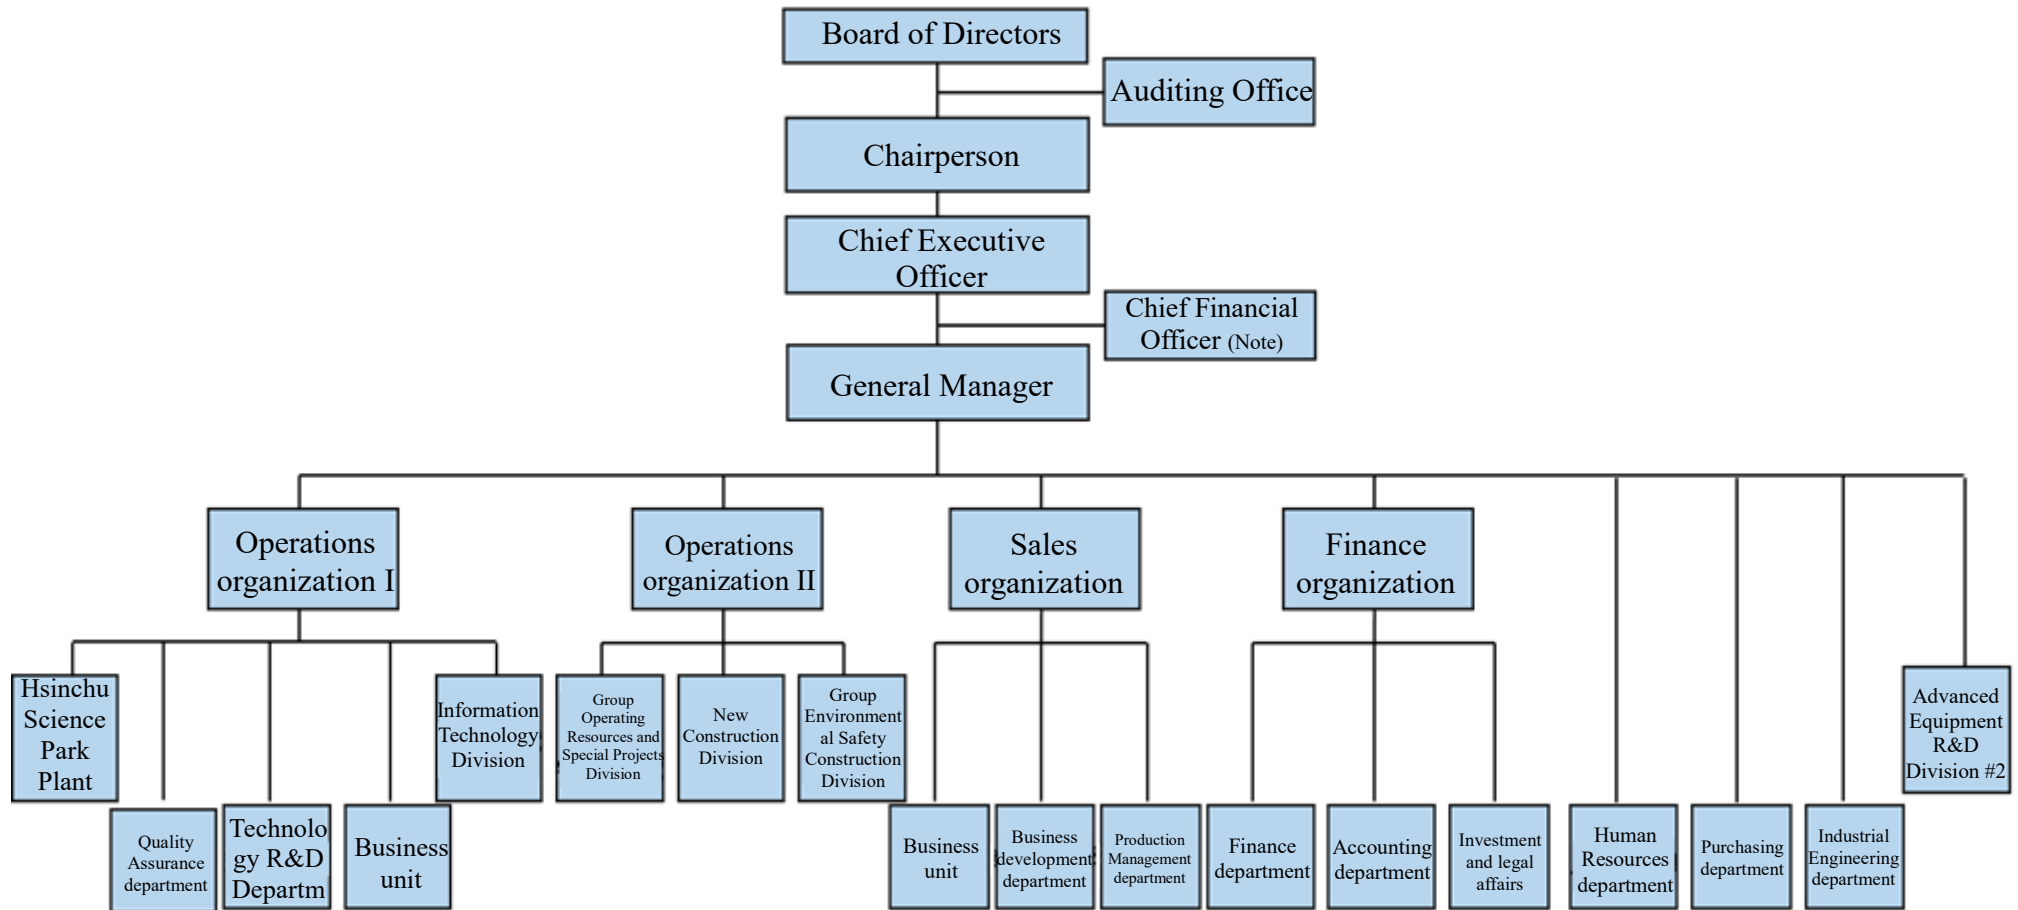 Board of Directors
Auditing Office
Chairperson
Chief Executive
Officer
Chief Financial
Officer (Note)
General Manager
Operations
organization I
Operations
organization II
Sales
organization
Finance
organization
Hsinchu
Science
Park
Plant
Information
Technology
Division
Group
Operating
Resources and
Special Projects
Division
New
Construction
Division
Group
Environment
al Safety
Construction
Division
Advanced
Equipment
R&D
Division #2
Quality
Assurance
department
Technolo
gy R&D
Departm
Business
unit
Business
unit
Business
development
department
Production
Management
department
Finance
department
Accounting
department
Investment
and legal
affairs
Human
Resources
department
Purchasing
department
Industrial
Engineering
department